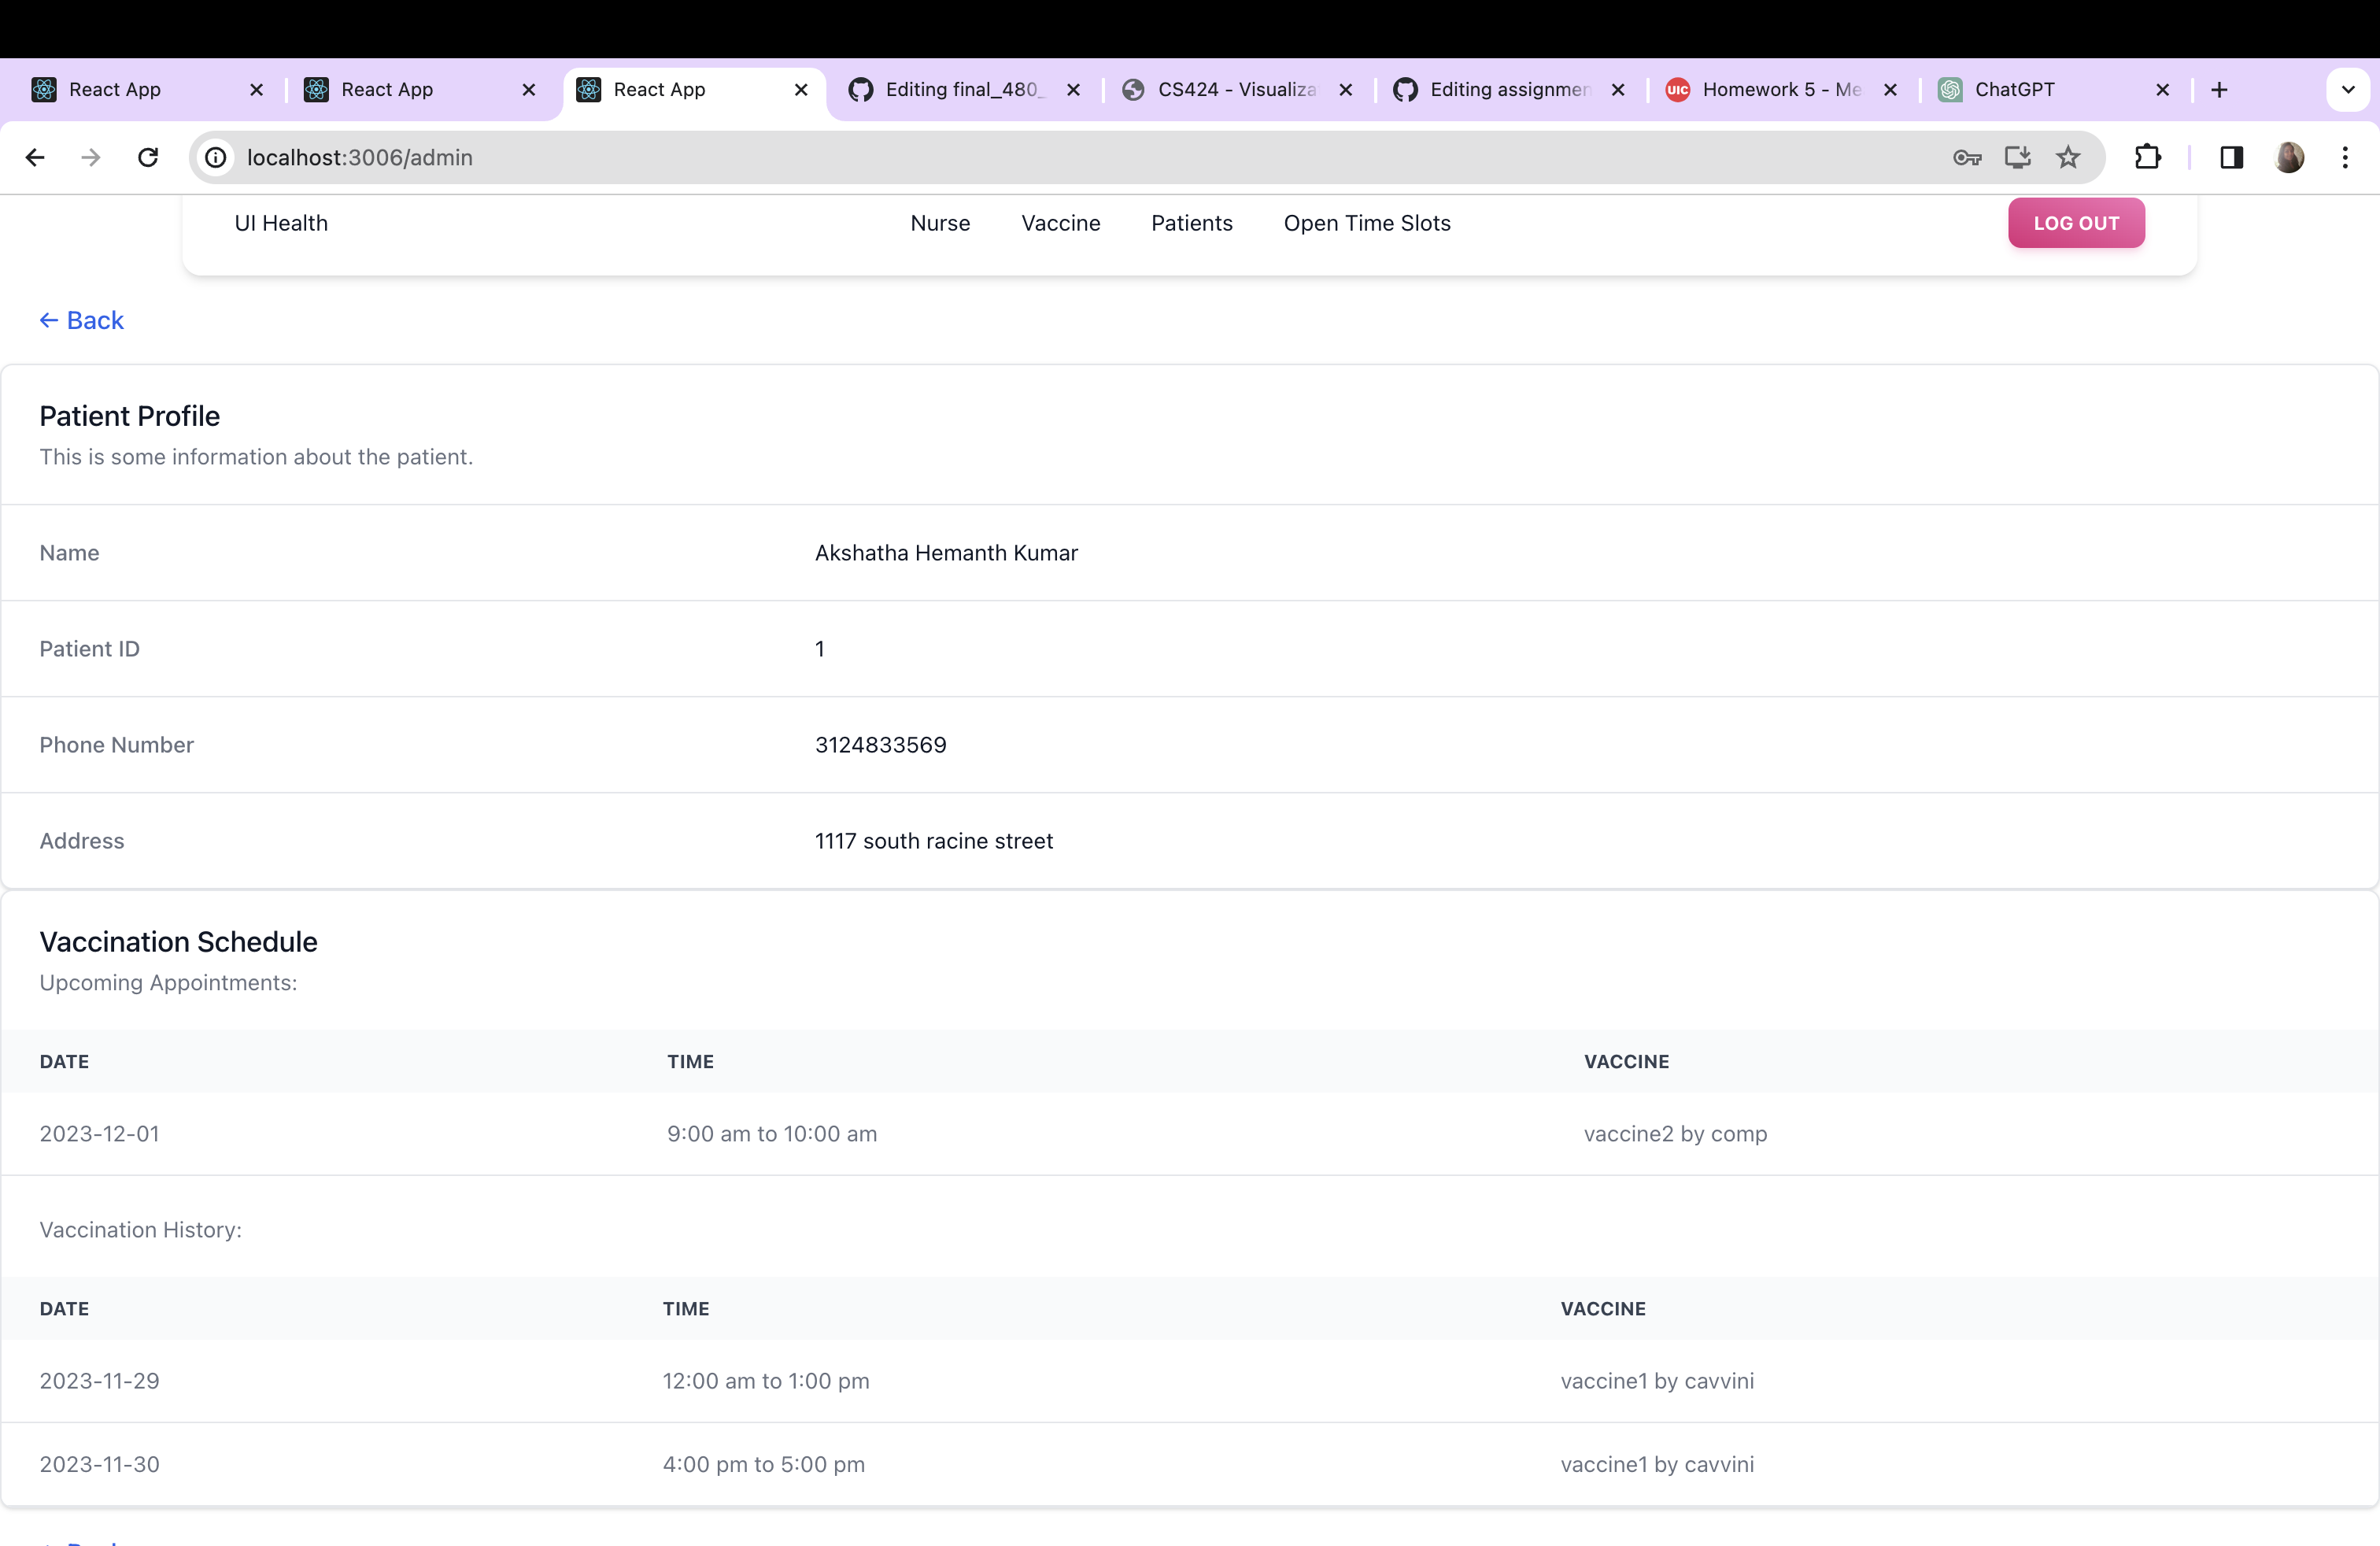 React App React App React App Editing final_480_ CS424 - Visualiza Editing assignmen Homework 5 - Me ChatGPT
localhost:3006/admin
UI Health Nurse Vaccine Patients Open Time Slots LOG OUT
← Back
Patient Profile
This is some information about the patient.
Name Akshatha Hemanth Kumar
Patient ID 1
Phone Number 3124833569
Address 1117 south racine street
Vaccination Schedule
Upcoming Appointments:
DATE TIME VACCINE
2023-12-01 9:00 am to 10:00 am vaccine2 by comp
Vaccination History:
DATE TIME VACCINE
2023-11-29 12:00 am to 1:00 pm vaccine1 by cavvini
2023-11-30 4:00 pm to 5:00 pm vaccine1 by cavvini